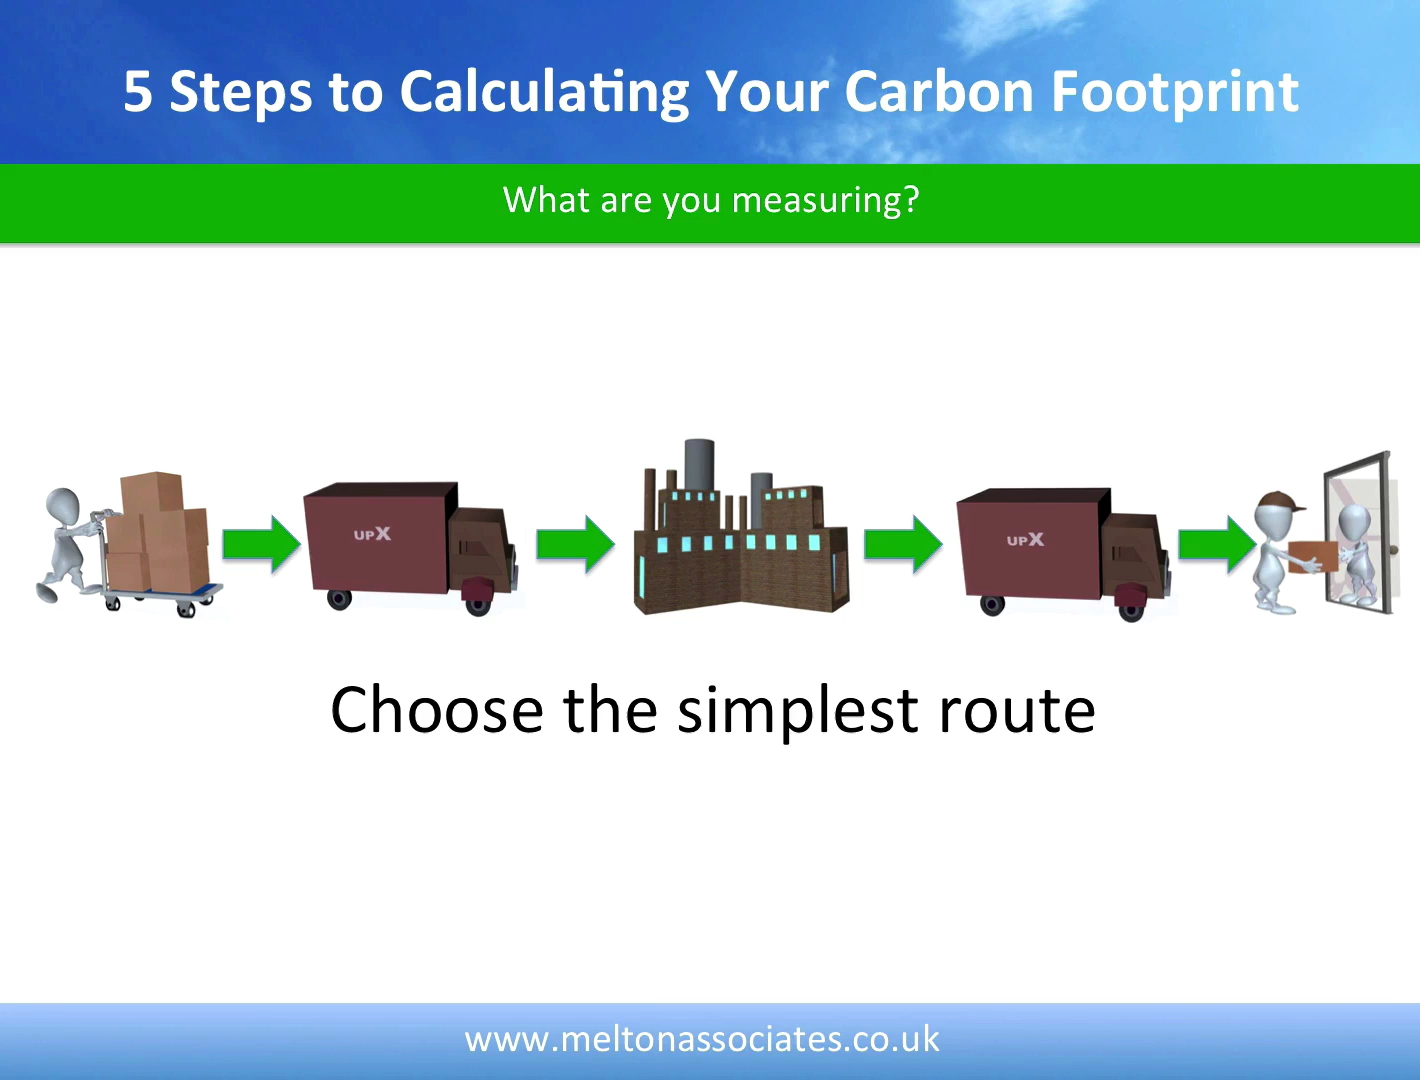 5 Steps to Calculating Your Carbon Footprint
What are you measuring?
UPX
UPX
Choose the simplest route
www.meltonassociates.co.uk